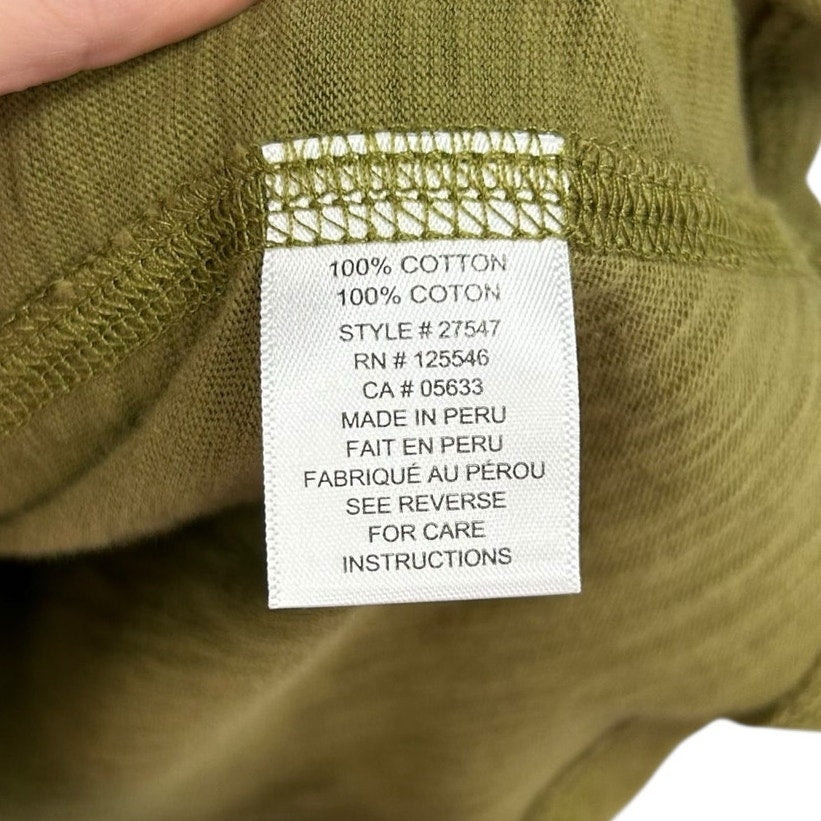 100% COTTON
100% COTON
STYLE # 27547
RN # 125546
CA # 05633
MADE IN PERU
FAIT EN PERU
FABRIQUÉ AU PÉROU
SEE REVERSE
FOR CARE
INSTRUCTIONS